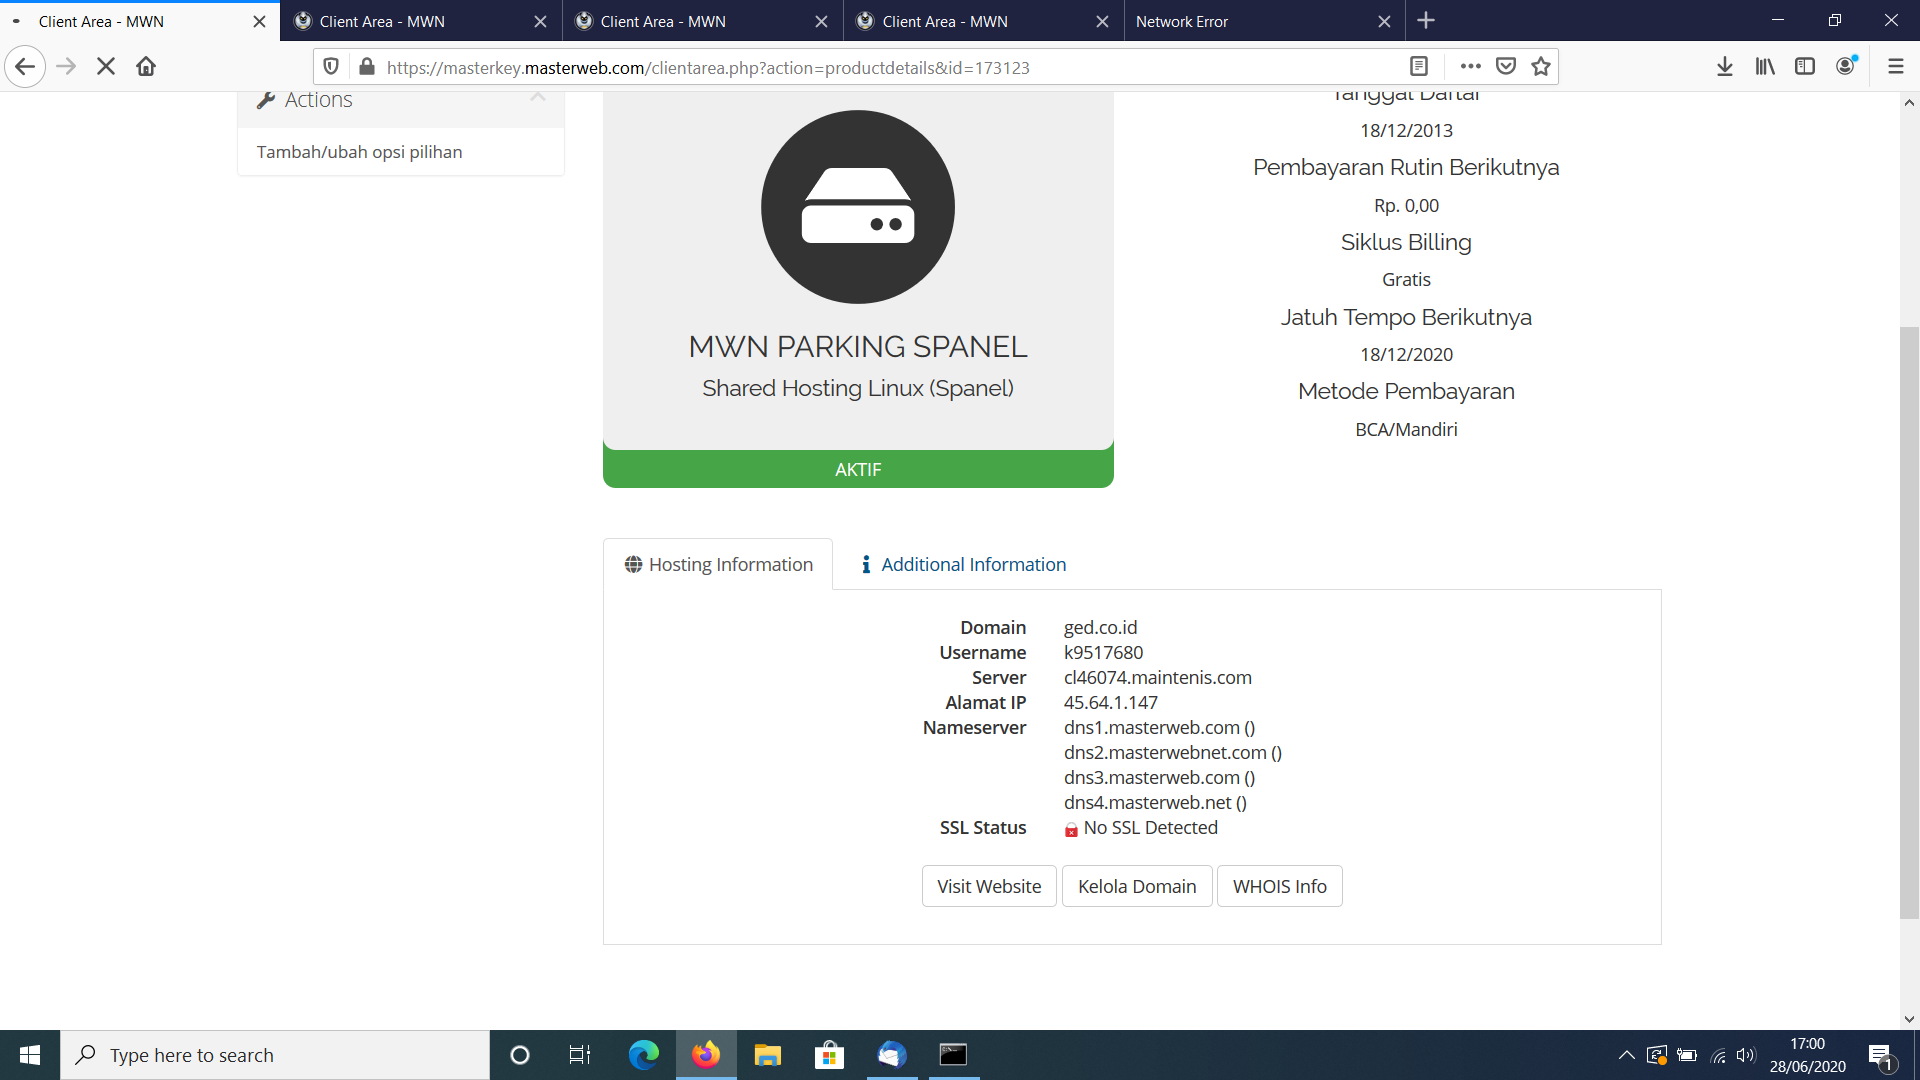 Client Area - MWN
Client Area - MWN
Client Area - MWN
Client Area - MWN
Network Error
https://masterkey.masterweb.com/clientarea.php?action=productdetails&id=173123
Actions
Tambah/ubah opsi pilihan
MWN PARKING SPANEL
Shared Hosting Linux (Spanel)
AKTIF
Tanggal Daftar
18/12/2013
Pembayaran Rutin Berikutnya
Rp. 0,00
Siklus Billing
Gratis
Jatuh Tempo Berikutnya
18/12/2020
Metode Pembayaran
BCA/Mandiri
Hosting Information
Additional Information
Domain ged.co.id
Username k9517680
Server cl46074.maintenis.com
Alamat IP 45.64.1.147
Nameserver dns1.masterweb.com ()
dns2.masterwebnet.com ()
dns3.masterweb.com ()
dns4.masterweb.net ()
SSL Status No SSL Detected
Visit Website
Kelola Domain
WHOIS Info
Type here to search
17:00
28/06/2020
1